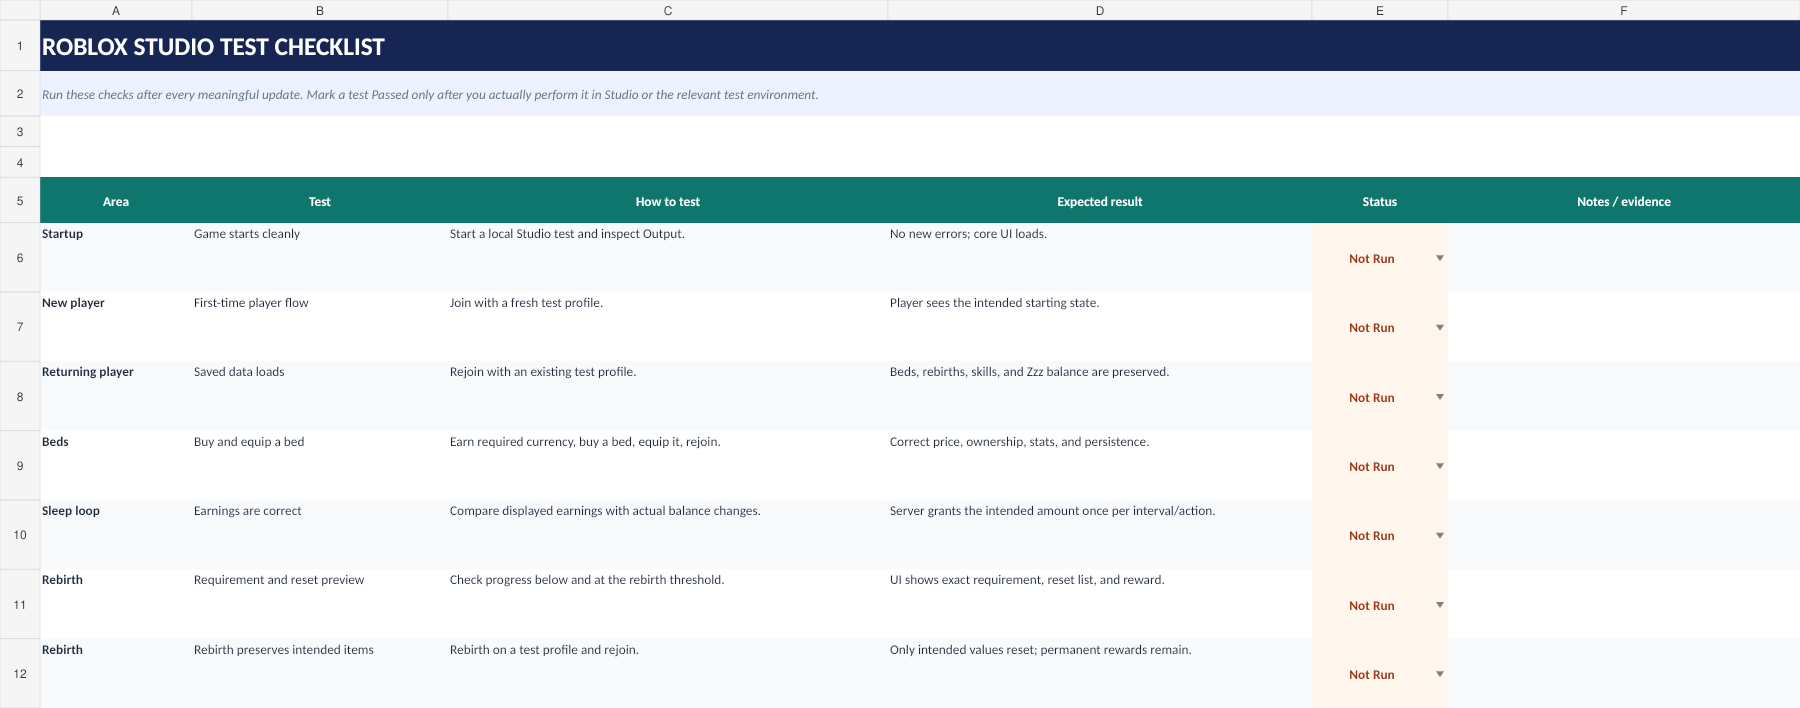 A B C D E F
1 ROBLOX STUDIO TEST CHECKLIST
2 Run these checks after every meaningful update. Mark a test Passed only after you actually perform it in Studio or the relevant test environment.
3
4
5 Area Test How to test Expected result Status Notes / evidence
6 Startup Game starts cleanly Start a local Studio test and inspect Output. No new errors; core UI loads. Not Run
7 New player First-time player flow Join with a fresh test profile. Player sees the intended starting state. Not Run
8 Returning player Saved data loads Rejoin with an existing test profile. Beds, rebirths, skills, and Zzz balance are preserved. Not Run
9 Beds Buy and equip a bed Earn required currency, buy a bed, equip it, rejoin. Correct price, ownership, stats, and persistence. Not Run
10 Sleep loop Earnings are correct Compare displayed earnings with actual balance changes. Server grants the intended amount once per interval/action. Not Run
11 Rebirth Requirement and reset preview Check progress below and at the rebirth threshold. UI shows exact requirement, reset list, and reward. Not Run
12 Rebirth Rebirth preserves intended items Rebirth on a test profile and rejoin. Only intended values reset; permanent rewards remain. Not Run